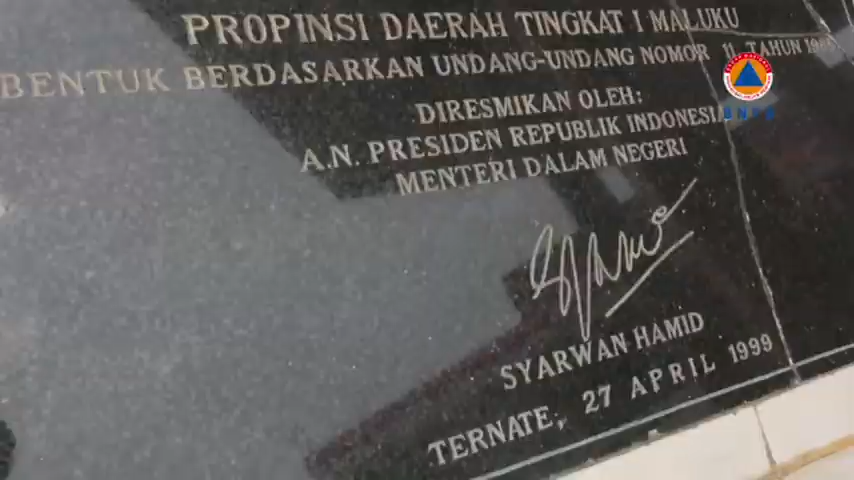 PROPINSI DAERAH TINGKAT I MALUKU
BENTUK BERDASARKAN UNDANG-UNDANG NOMOR 11 TAHUN
DIRESMIKAN OLEH:
A.N. PRESIDEN REPUBLIK INDONESIA
MENTERI DALAM NEGERI
SYARWAN HAMID
TERNATE, 27 APRIL 1999
BNPB